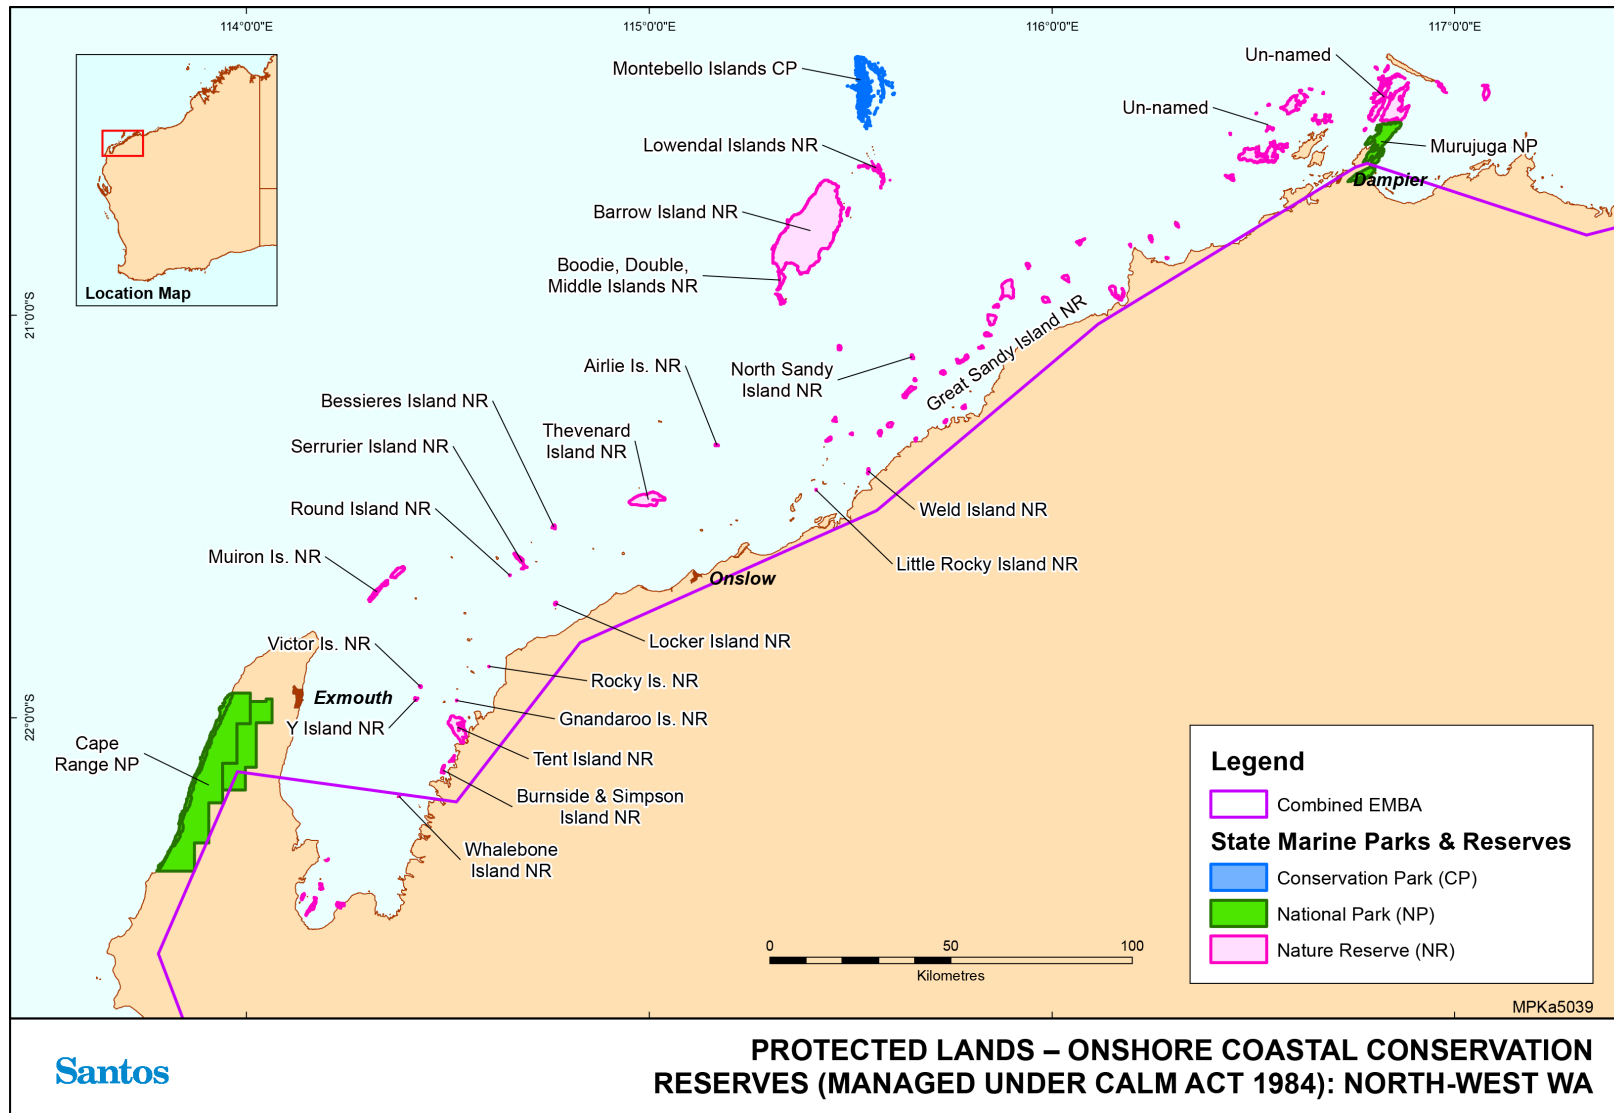 114°0'0"E
115°0'0"E
116°0'0"E
117°0'0"E
21°0'0"S
22°0'0"S
Location Map
Montebello Islands CP
Un-named
Un-named
Lowendal Islands NR
Murujuga NP
Dampier
Barrow Island NR
Boodie, Double,
Middle Islands NR
Great Sandy Island NR
Airlie Is. NR
North Sandy
Island NR
Bessieres Island NR
Thevenard
Island NR
Serrurier Island NR
Round Island NR
Weld Island NR
Muiron Is. NR
Little Rocky Island NR
Onslow
Victor Is. NR
Locker Island NR
Rocky Is. NR
Exmouth
Gnandaroo Is. NR
Y Island NR
Cape
Range NP
Tent Island NR
Burnside & Simpson
Island NR
Whalebone
Island NR
0
50
100
Kilometres
Legend
Combined EMBA
State Marine Parks & Reserves
Conservation Park (CP)
National Park (NP)
Nature Reserve (NR)
MPKa5039
Santos
PROTECTED LANDS – ONSHORE COASTAL CONSERVATION
RESERVES (MANAGED UNDER CALM ACT 1984): NORTH-WEST WA